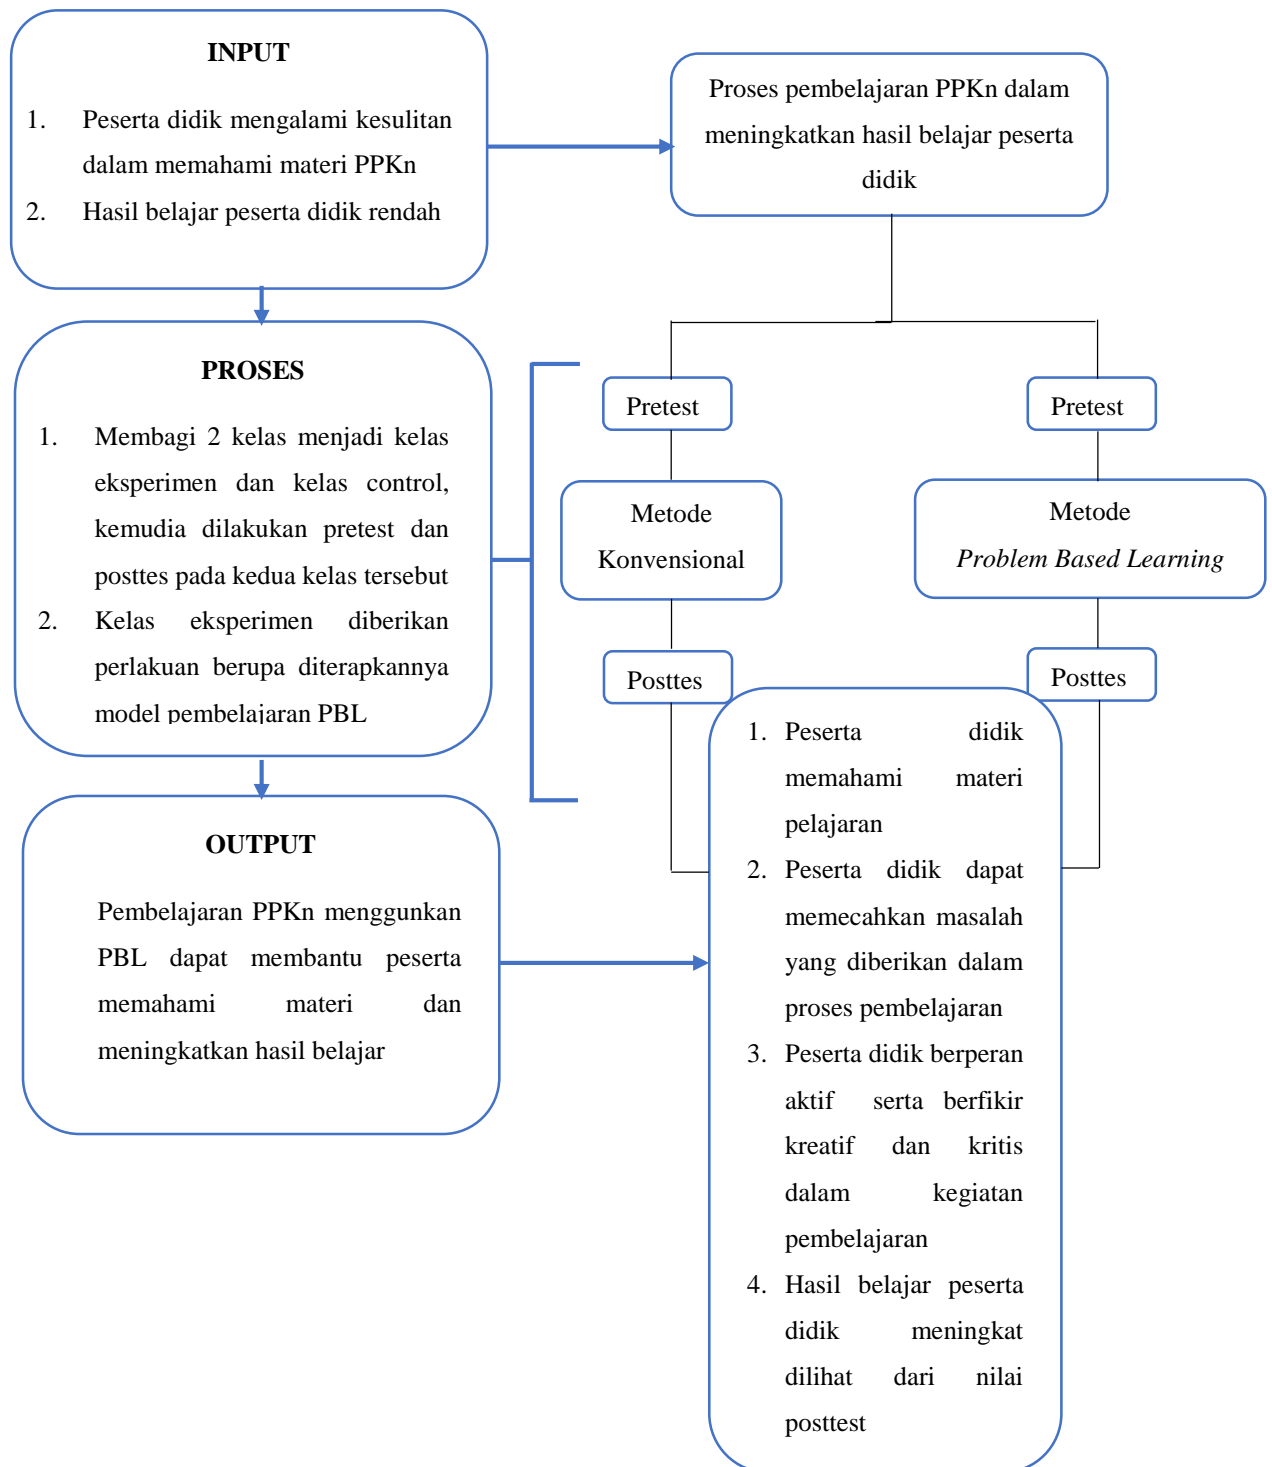 INPUT
1. Peserta didik mengalami kesulitan
dalam memahami materi PPKn
2. Hasil belajar peserta didik rendah
Proses pembelajaran PPKn dalam
meningkatkan hasil belajar peserta
didik
PROSES
1. Membagi 2 kelas menjadi kelas
eksperimen dan kelas control,
kemudia dilakukan pretest dan
posttes pada kedua kelas tersebut
2. Kelas eksperimen diberikan
perlakuan berupa diterapkannya
model pembelajaran PBL
Pretest
Metode
Konvensional
Posttes
Pretest
Metode
Problem Based Learning
Posttes
OUTPUT
Pembelajaran PPKn menggunkan
PBL dapat membantu peserta
memahami materi dan
meningkatkan hasil belajar
1. Peserta didik
memahami materi
pelajaran
2. Peserta didik dapat
memecahkan masalah
yang diberikan dalam
proses pembelajaran
3. Peserta didik berperan
aktif serta berfikir
kreatif dan kritis
dalam kegiatan
pembelajaran
4. Hasil belajar peserta
didik meningkat
dilihat dari nilai
posttest